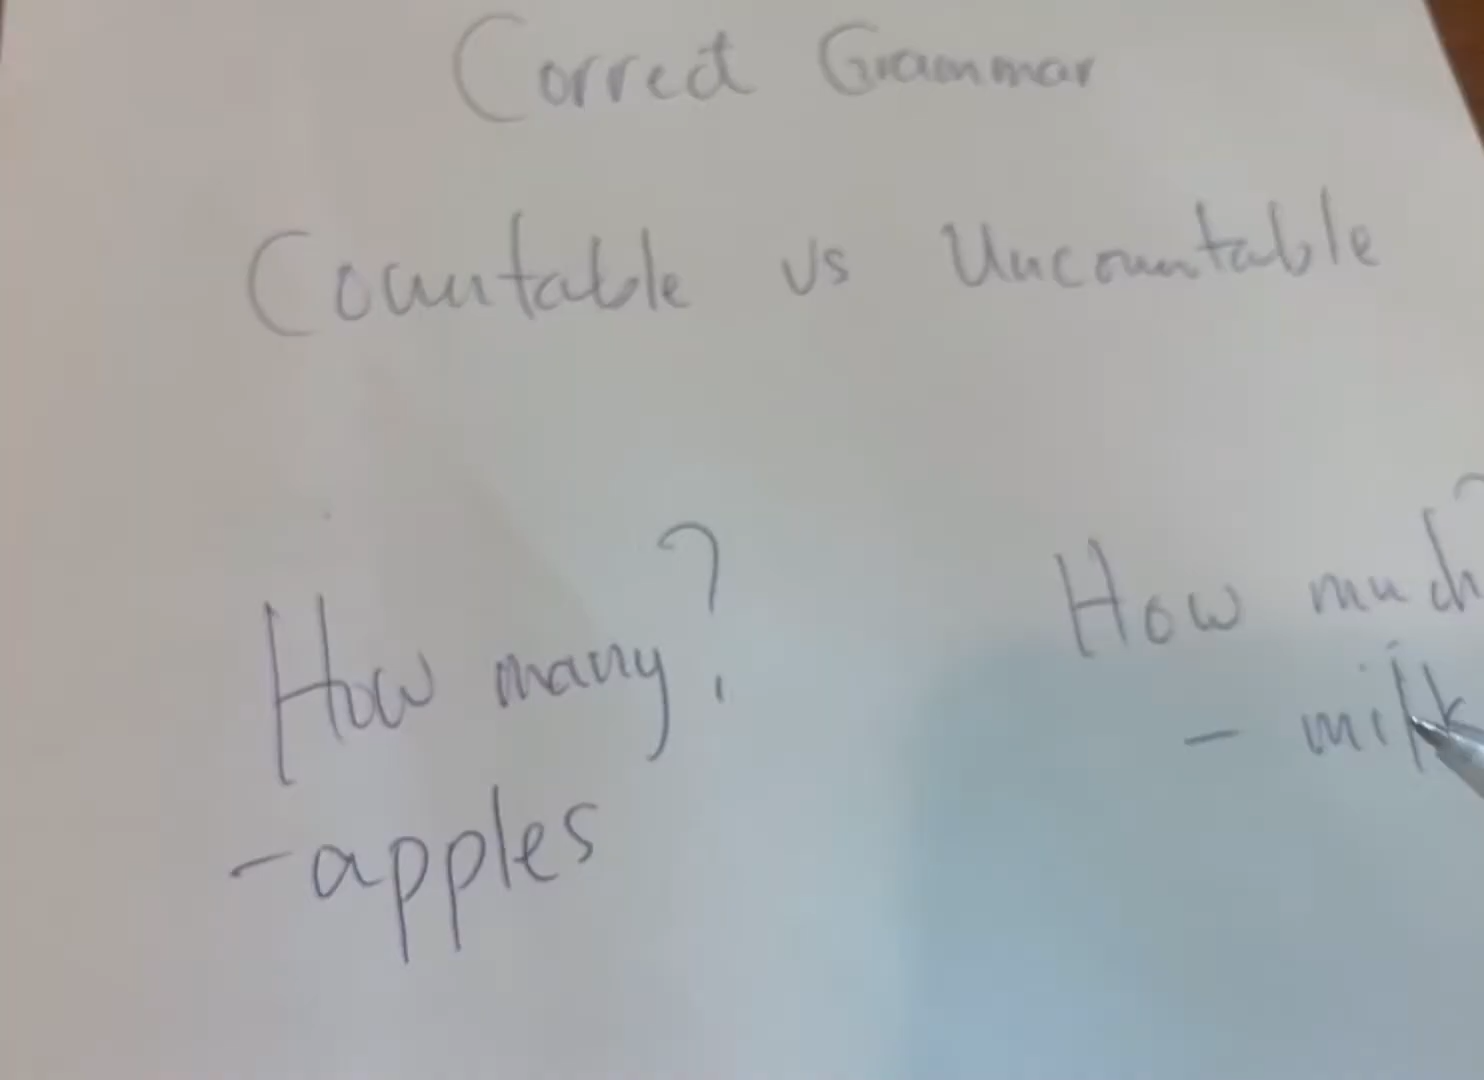 Correct Grammar
Countable vs Uncountable
How many?
- apples
How much?
- milk